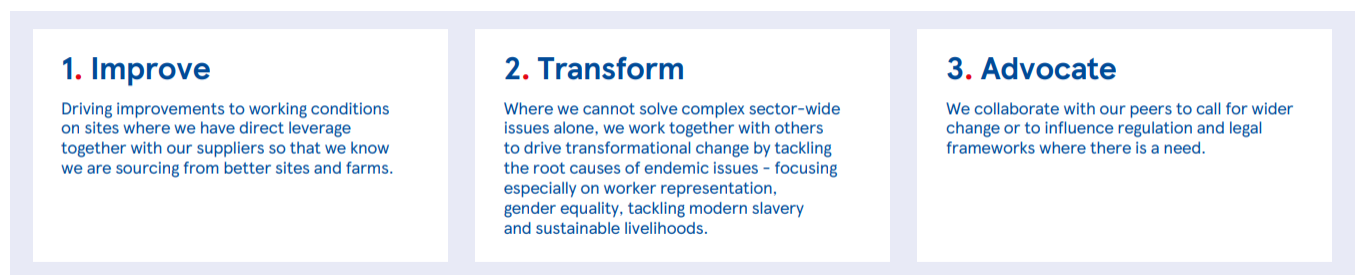 1. Improve
Driving improvements to working conditions
on sites where we have direct leverage
together with our suppliers so that we know
we are sourcing from better sites and farms.
2. Transform
Where we cannot solve complex sector-wide
issues alone, we work together with others
to drive transformational change by tackling
the root causes of endemic issues - focusing
especially on worker representation,
gender equality, tackling modern slavery
and sustainable livelihoods.
3. Advocate
We collaborate with our peers to call for wider
change or to influence regulation and legal
frameworks where there is a need.